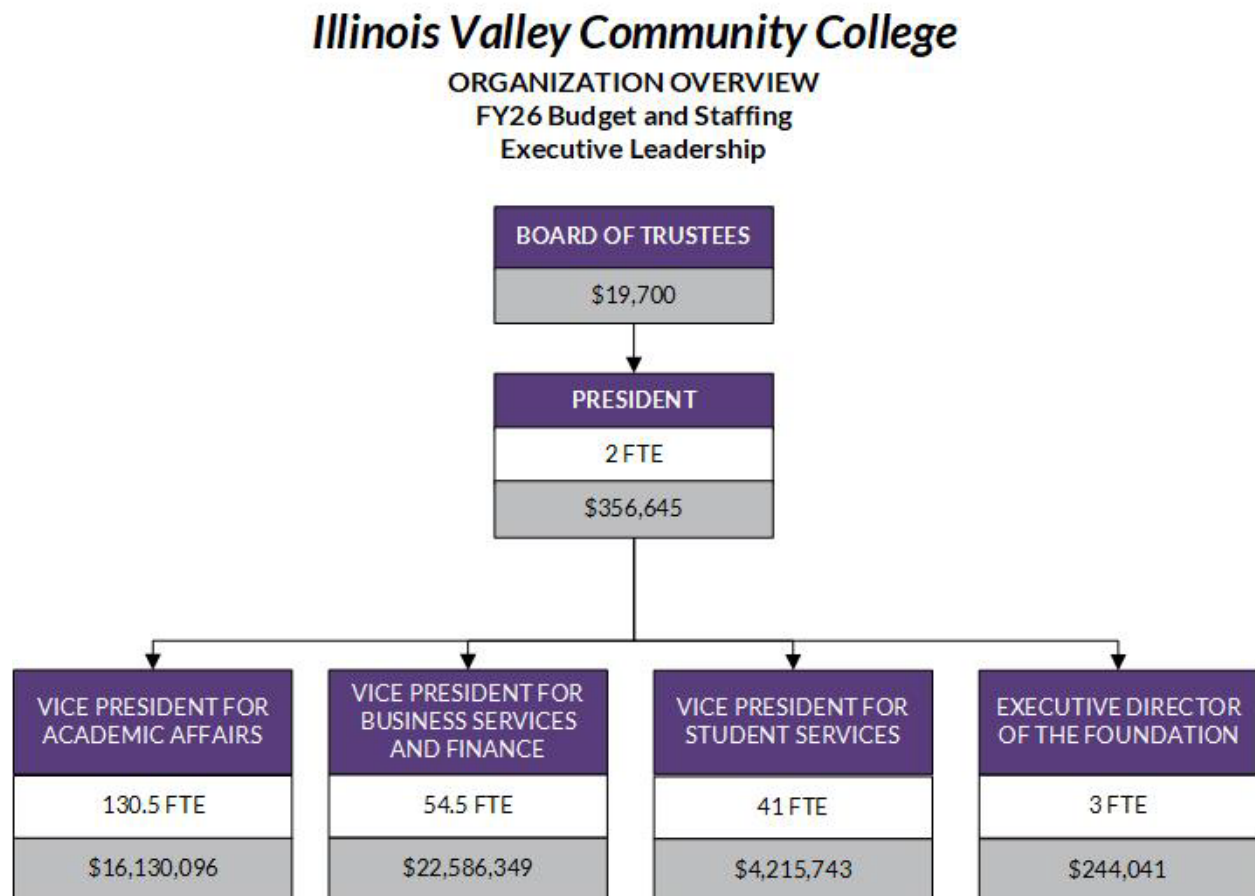 Illinois Valley Community College
ORGANIZATION OVERVIEW
FY26 Budget and Staffing
Executive Leadership
BOARD OF TRUSTEES
$19,700
PRESIDENT
2 FTE
$356,645
VICE PRESIDENT FOR
ACADEMIC AFFAIRS
130.5 FTE
$16,130,096
VICE PRESIDENT FOR
BUSINESS SERVICES
AND FINANCE
54.5 FTE
$22,586,349
VICE PRESIDENT FOR
STUDENT SERVICES
41 FTE
$4,215,743
EXECUTIVE DIRECTOR
OF THE FOUNDATION
3 FTE
$244,041